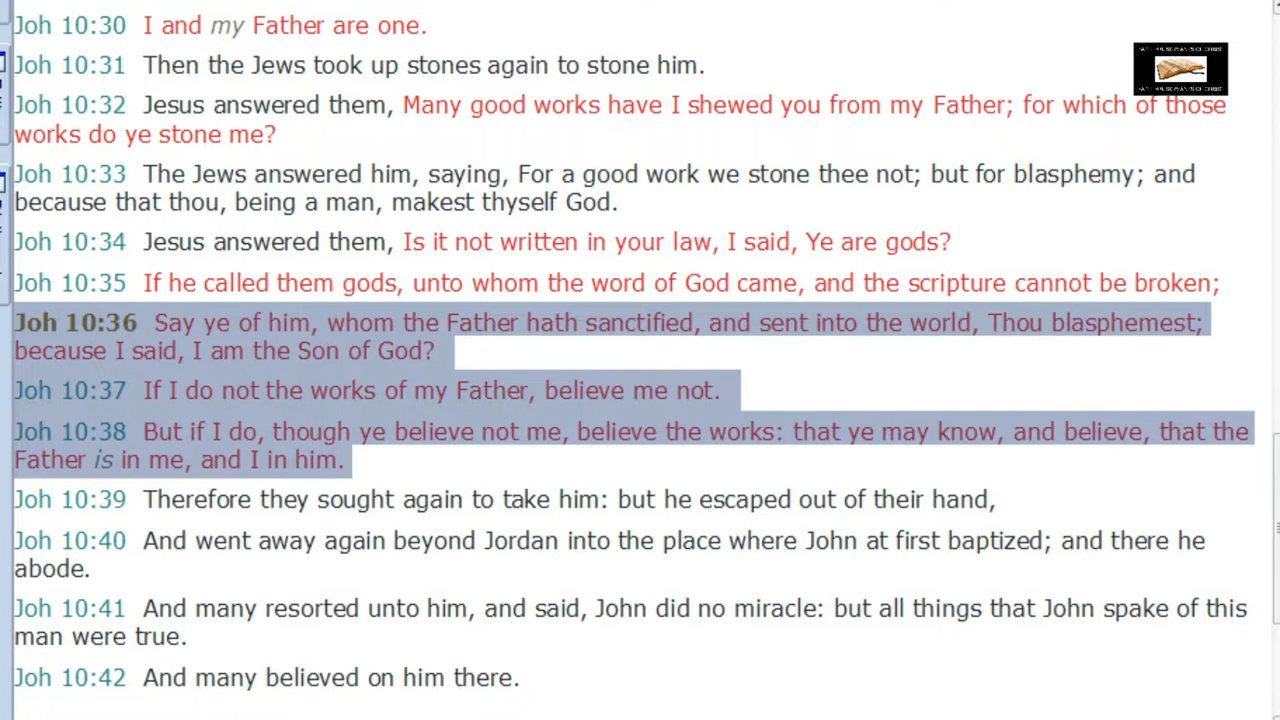 Joh 10:30 I and my Father are one.
Joh 10:31 Then the Jews took up stones again to stone him.
Joh 10:32 Jesus answered them, Many good works have I shewed you from my Father; for which of those
works do ye stone me?
Joh 10:33 The Jews answered him, saying, For a good work we stone thee not; but for blasphemy; and
because that thou, being a man, makest thyself God.
Joh 10:34 Jesus answered them, Is it not written in your law, I said, Ye are gods?
Joh 10:35 If he called them gods, unto whom the word of God came, and the scripture cannot be broken;
Joh 10:36 Say ye of him, whom the Father hath sanctified, and sent into the world, Thou blasphemest;
because I said, I am the Son of God?
Joh 10:37 If I do not the works of my Father, believe me not.
Joh 10:38 But if I do, though ye believe not me, believe the works: that ye may know, and believe, that the
Father is in me, and I in him.
Joh 10:39 Therefore they sought again to take him: but he escaped out of their hand,
Joh 10:40 And went away again beyond Jordan into the place where John at first baptized; and there he
abode.
Joh 10:41 And many resorted unto him, and said, John did no miracle: but all things that John spake of this
man were true.
Joh 10:42 And many believed on him there.